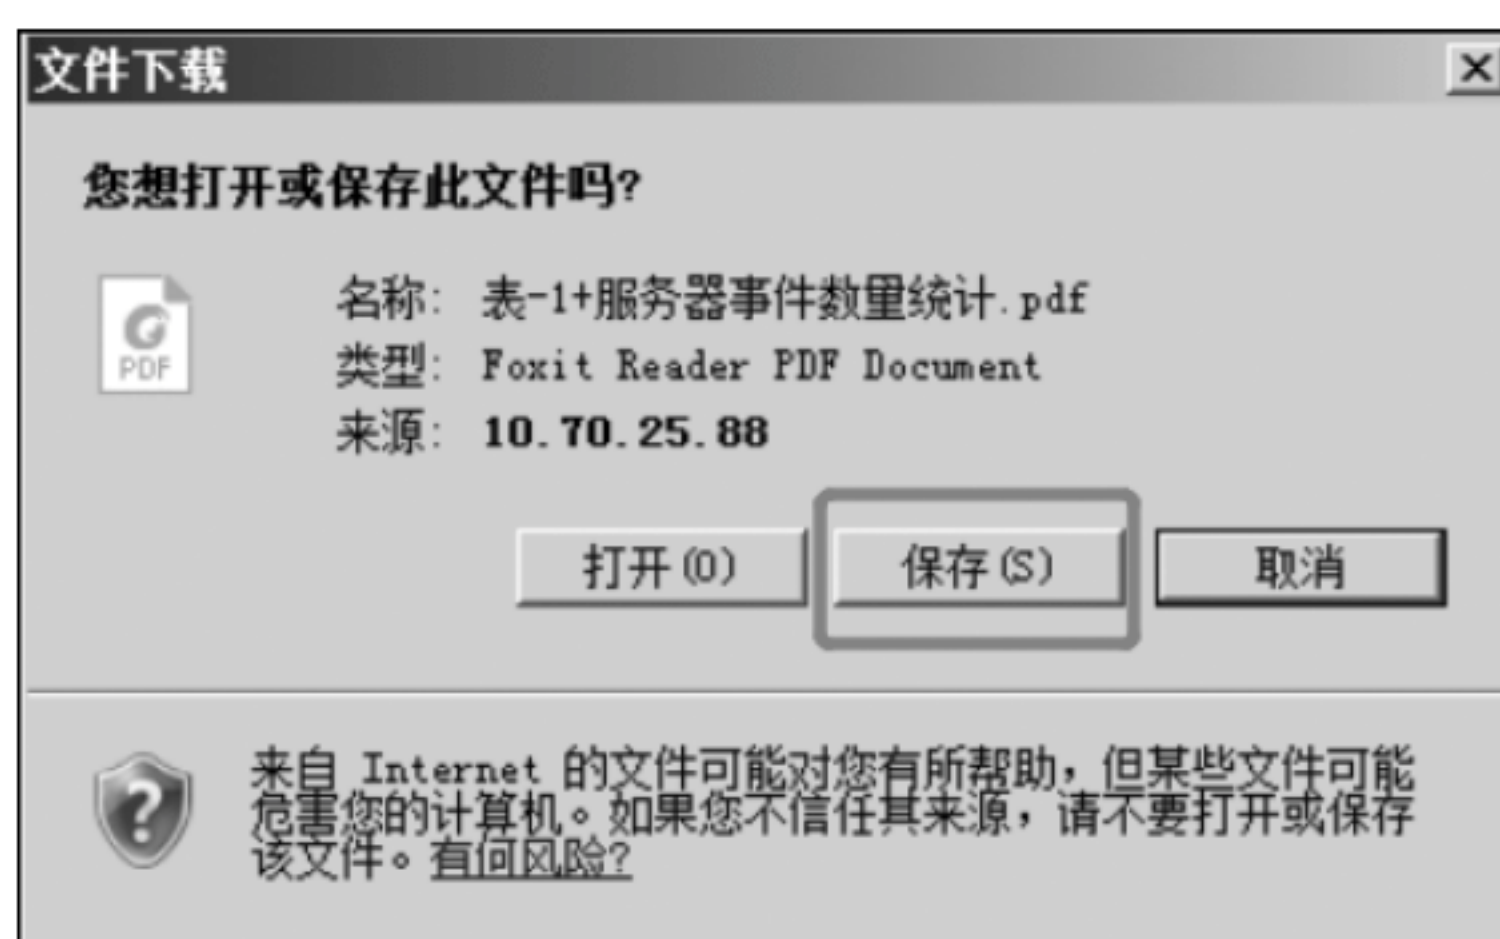 文件下载
您想打开或保存此文件吗?
名称: 表-1+服务器事件数量统计.pdf
PDF
类型: Foxit Reader PDF Document
来源: 10.70.25.88
打开(O) 保存(S) 取消
来自 Internet 的文件可能对您有所帮助，但某些文件可能
危害您的计算机。如果您不信任其来源，请不要打开或保存
该文件。有何风险?